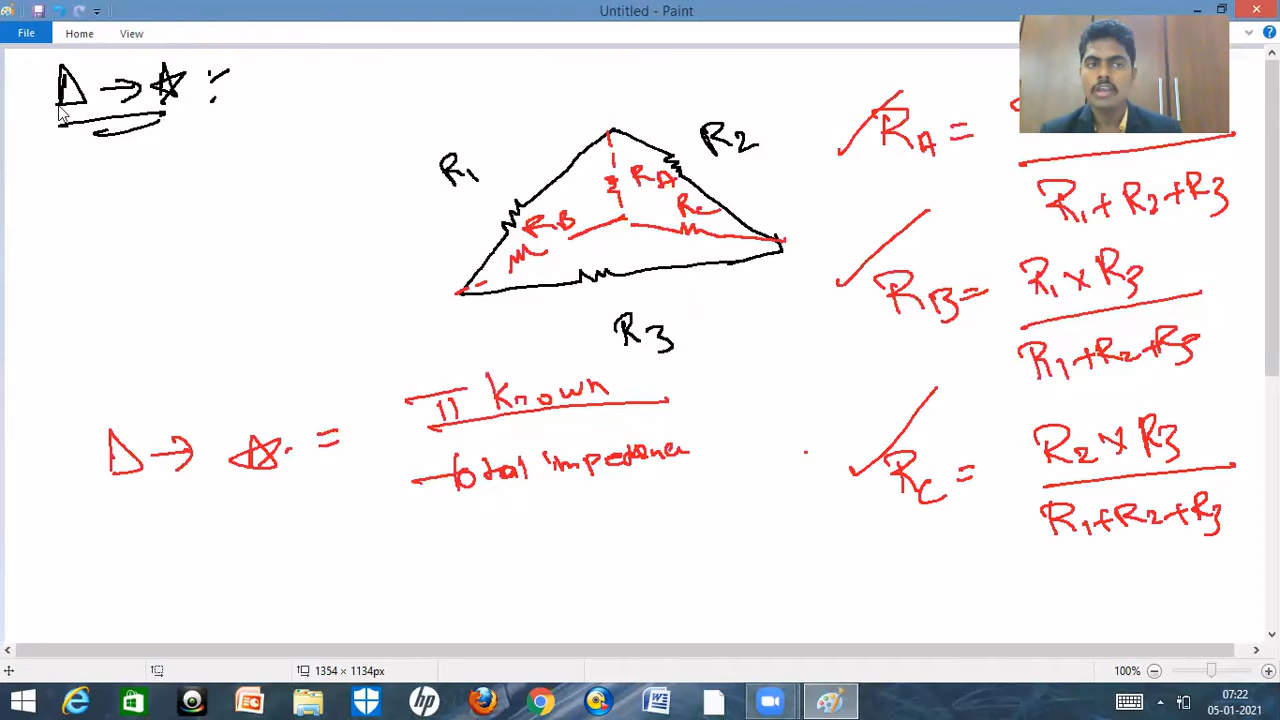 Untitled - Paint
File Home View
Δ → ☆ :
R1
R2
RA
RB
RC
R3
RA =
R1+R2+R3
RB = R1 x R3
R1+R2+R3
RC = R2 x R3
R1+R2+R3
Δ → ☆ = 11 known
total impedance
1354 × 1134px
100%
hp
07:22
05-01-2021